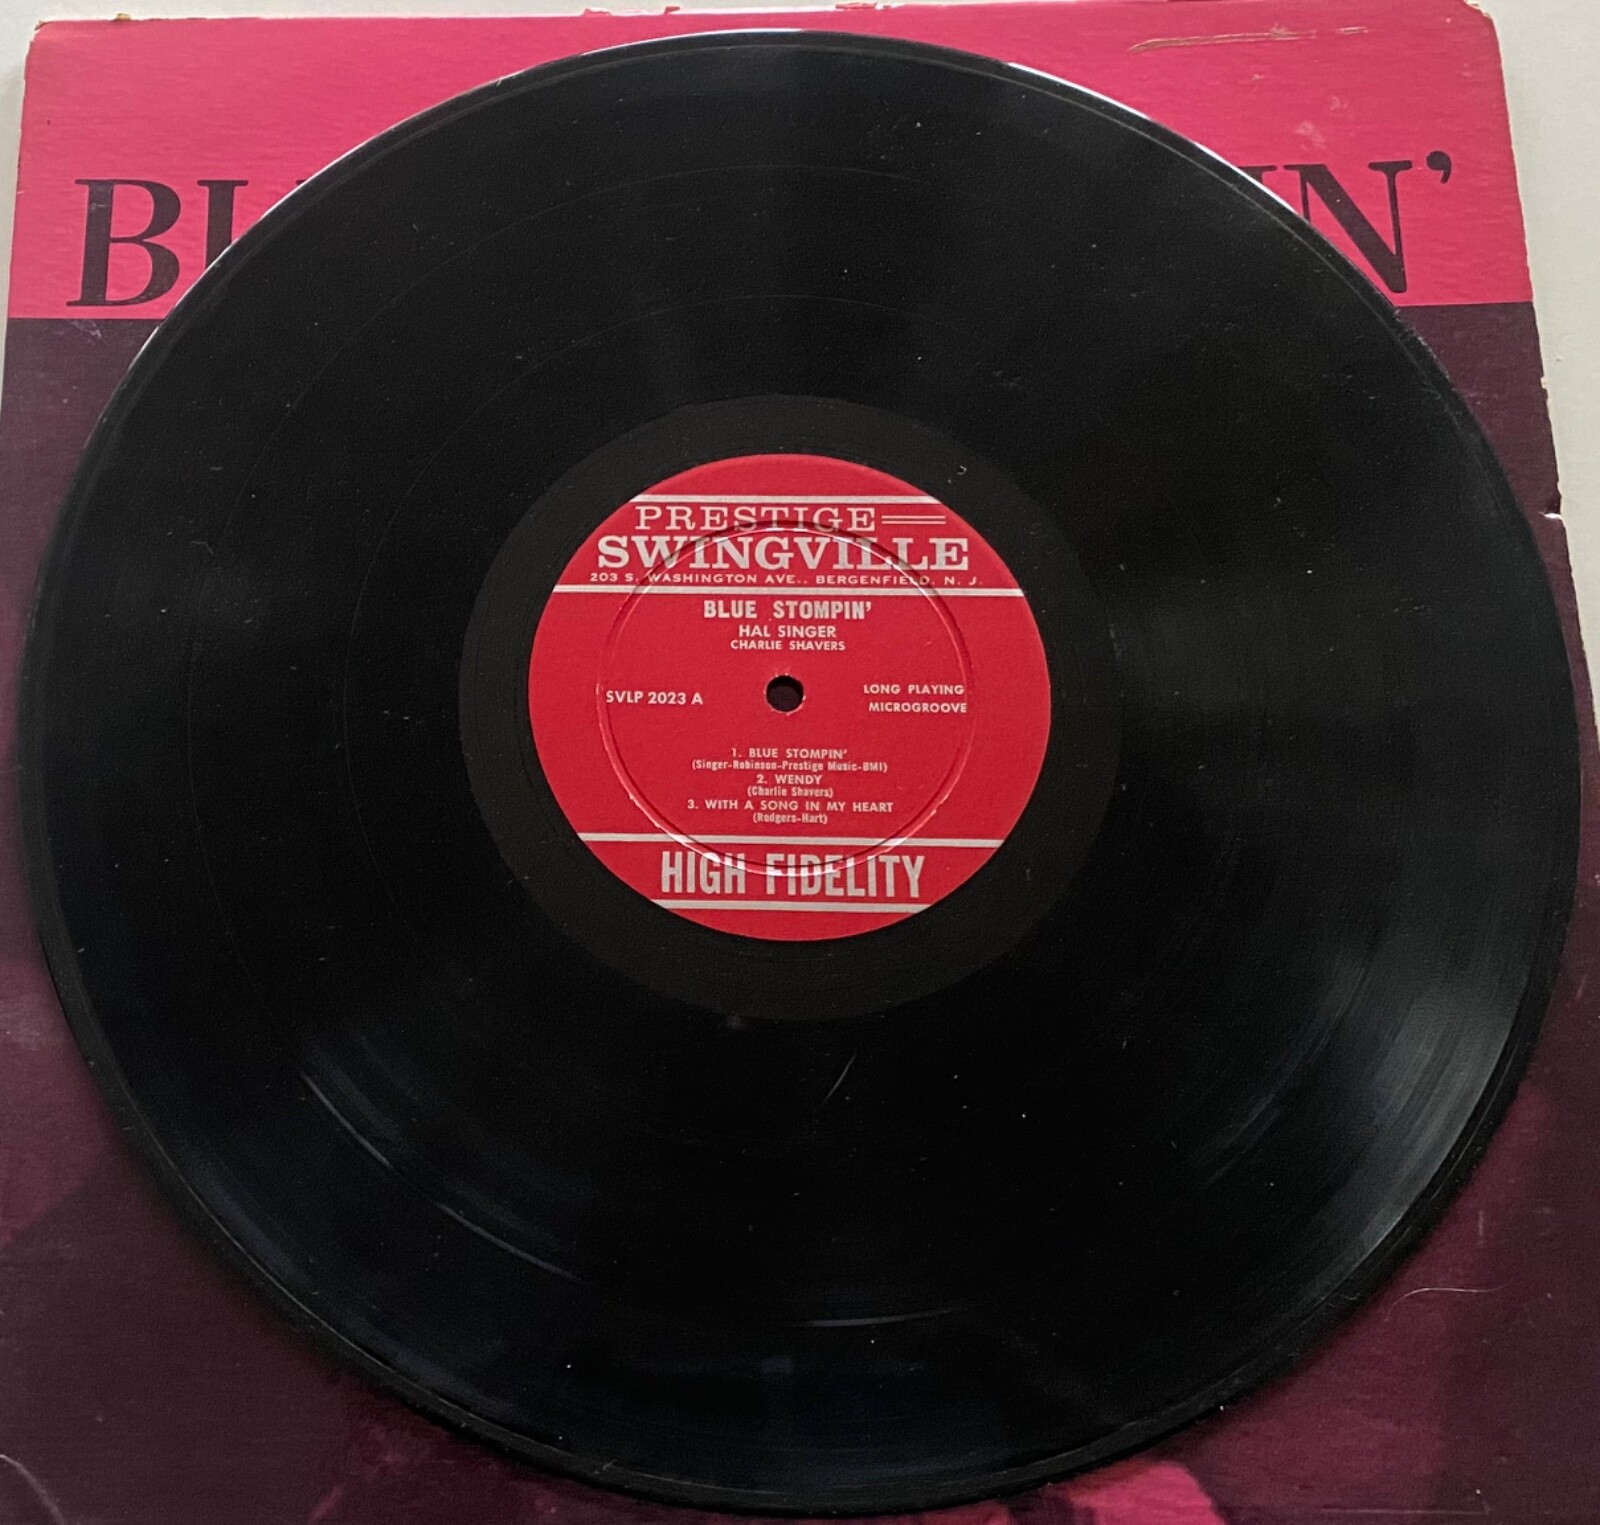 BL IN'
PRESTIGE
SWINGVILLE
203 S. WASHINGTON AVE., BERGENFIELD, N. J.
BLUE STOMPIN'
HAL SINGER
CHARLIE SHAVERS
SVLP 2023 A
LONG PLAYING
MICROGROOVE
1. BLUE STOMPIN'
(Singer-Robinson-Prestige Music-BMI)
2. WENDY
(Charlie Shavers)
3. WITH A SONG IN MY HEART
(Rodgers-Hart)
HIGH FIDELITY